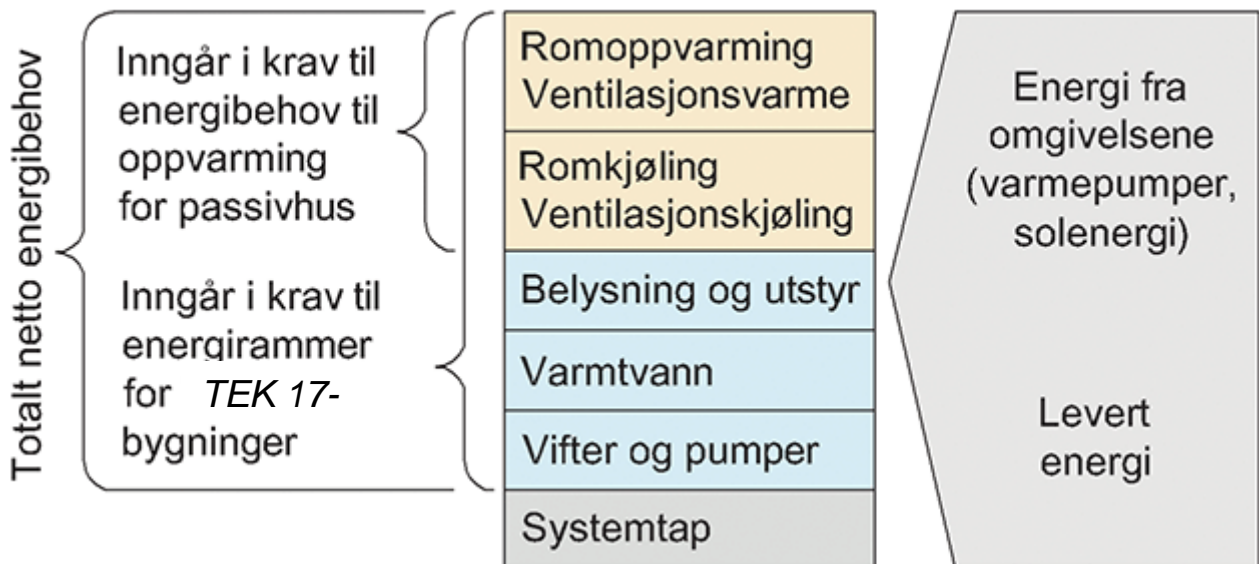 Totalt netto energibehov
Inngår i krav til
energibehov til
oppvarming
for passivhus
Inngår i krav til
energirammer
for TEK 17-
bygninger
Romoppvarming
Ventilasjonsvarme
Romkjøling
Ventilasjonskjøling
Belysning og utstyr
Varmtvann
Vifter og pumper
Systemtap
Energi fra
omgivelsene
(varmepumper,
solenergi)
Levert
energi